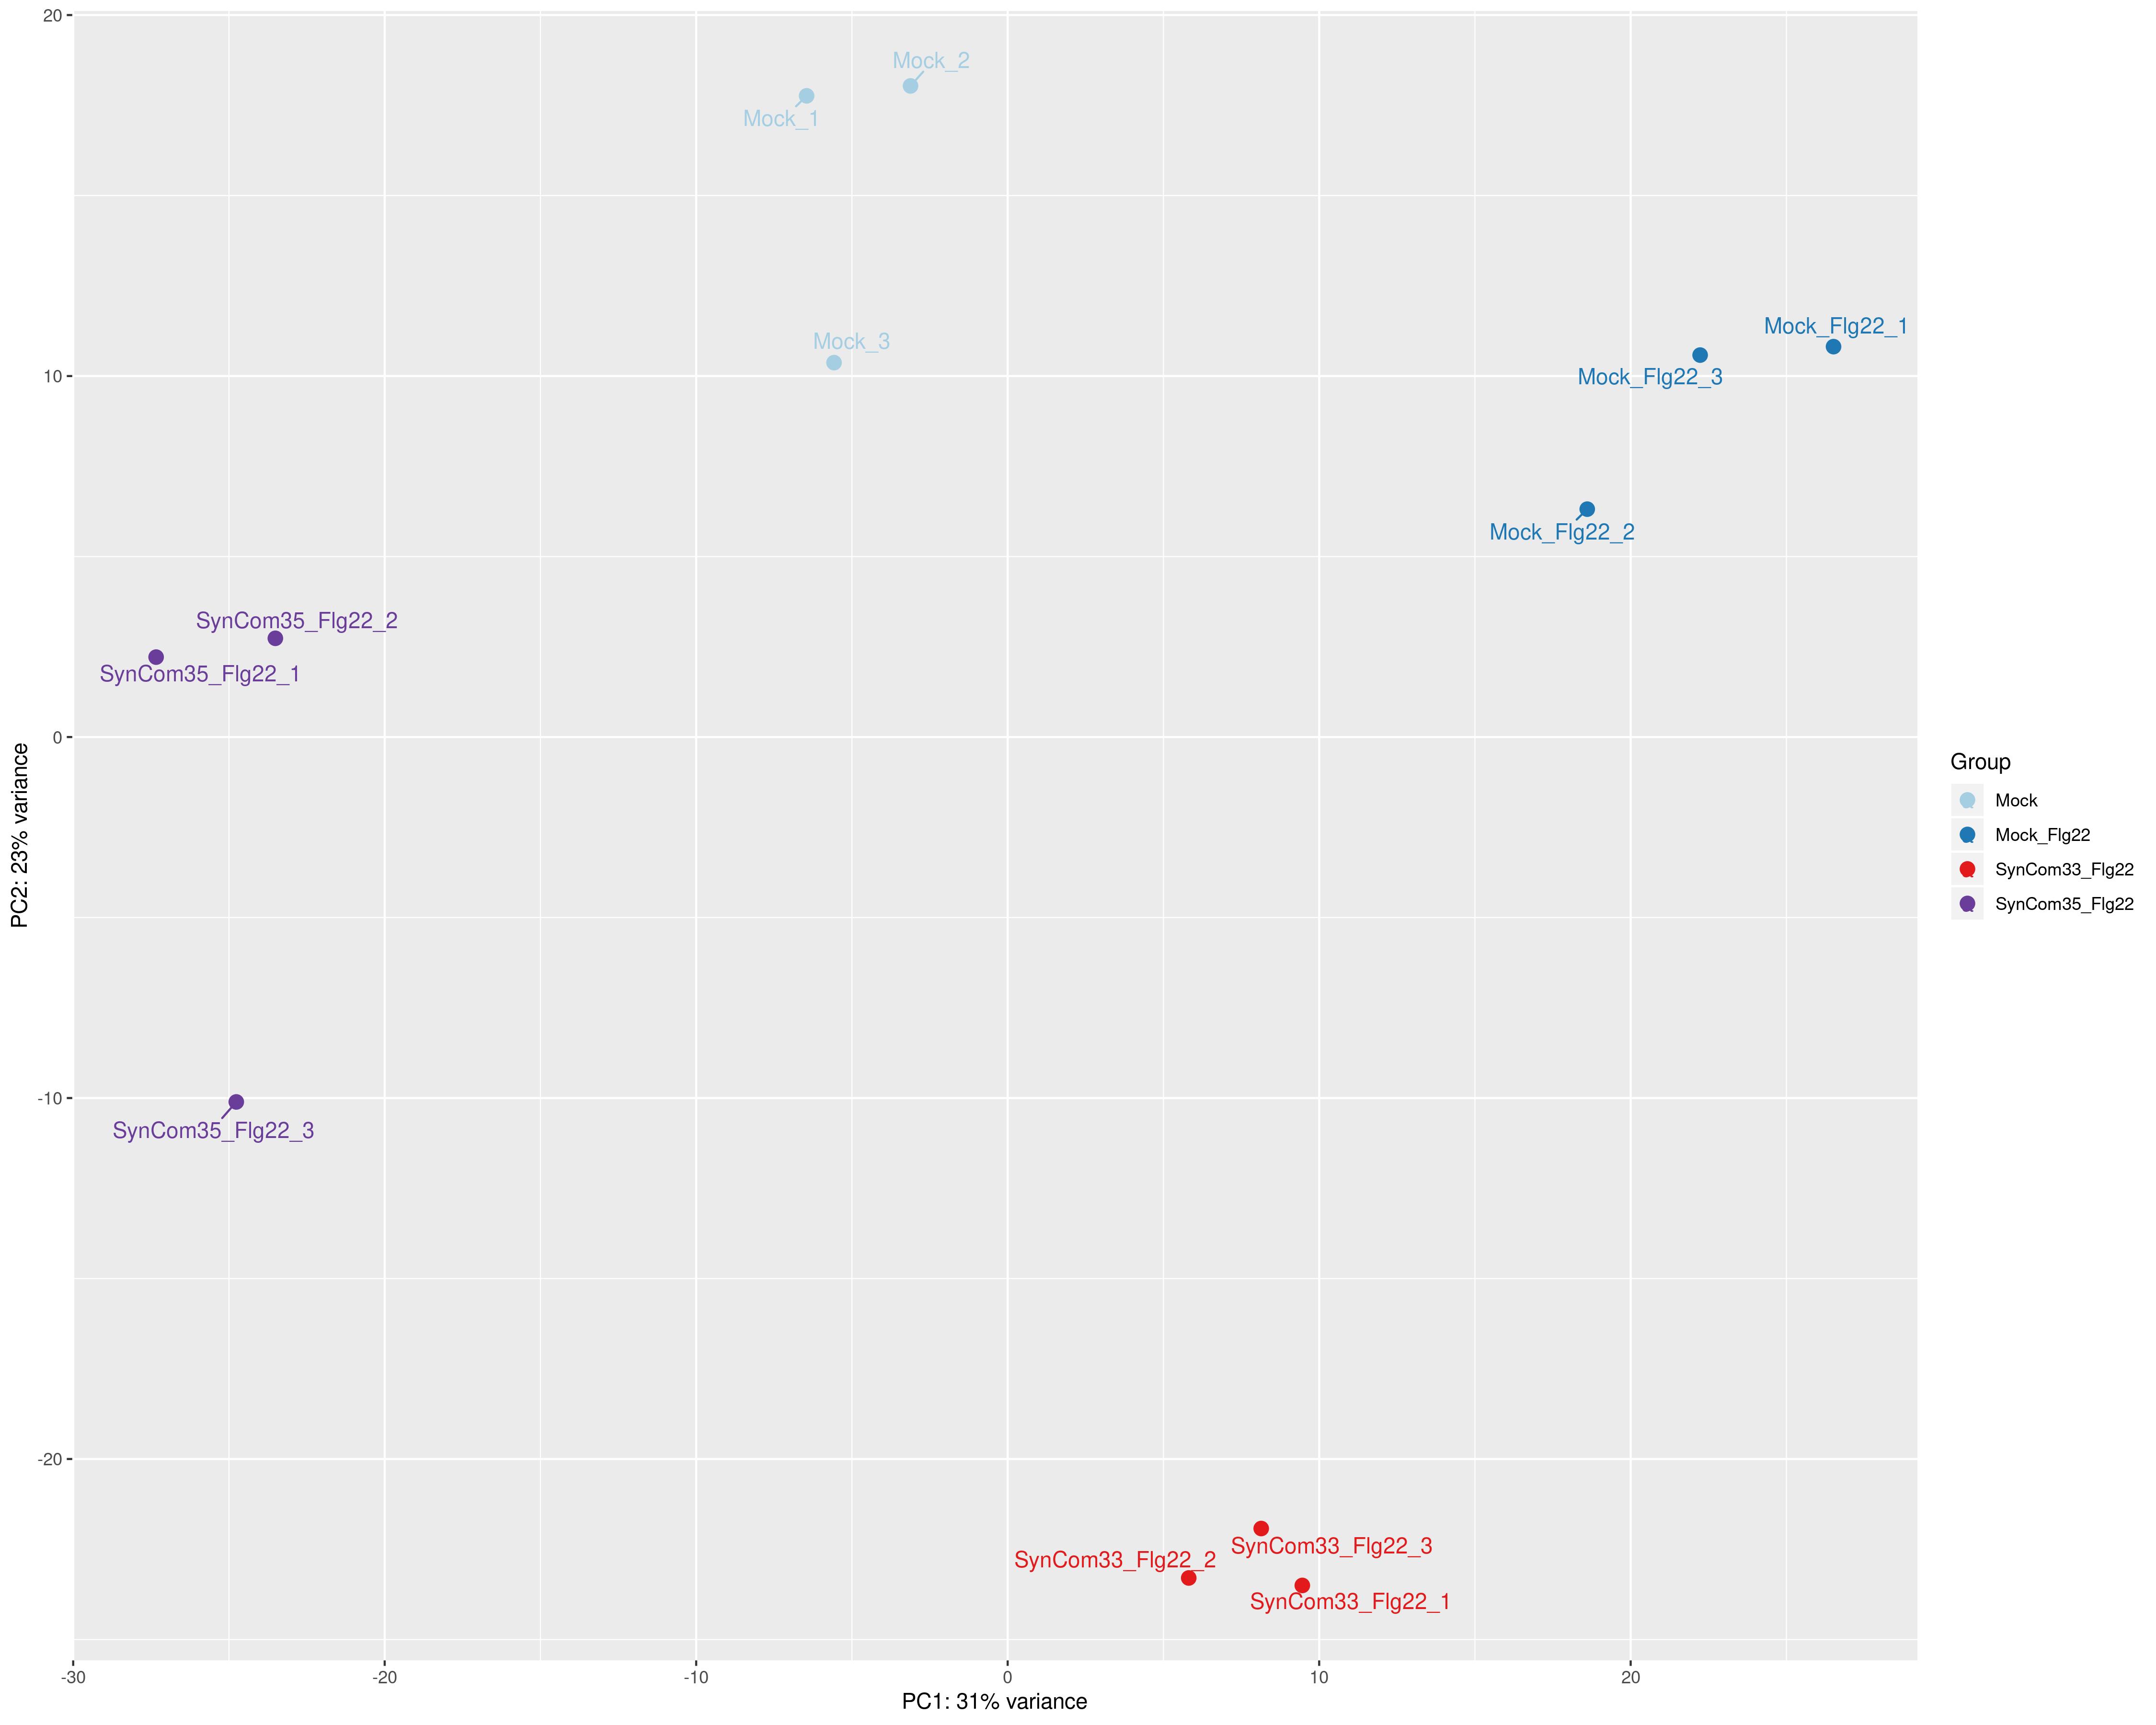 20
Mock_2
Mock_1
Mock_Flg22_1
Mock_3
10
Mock_Flg22_3
Mock_Flg22_2
SynCom35_Flg22_2
SynCom35_Flg22_1
0
PC2: 23% variance
Group
Mock
Mock_Flg22
SynCom33_Flg22
SynCom35_Flg22
-10
SynCom35_Flg22_3
-20
SynCom33_Flg22_3
SynCom33_Flg22_2
SynCom33_Flg22_1
-30 -20 -10 0 10 20
PC1: 31% variance